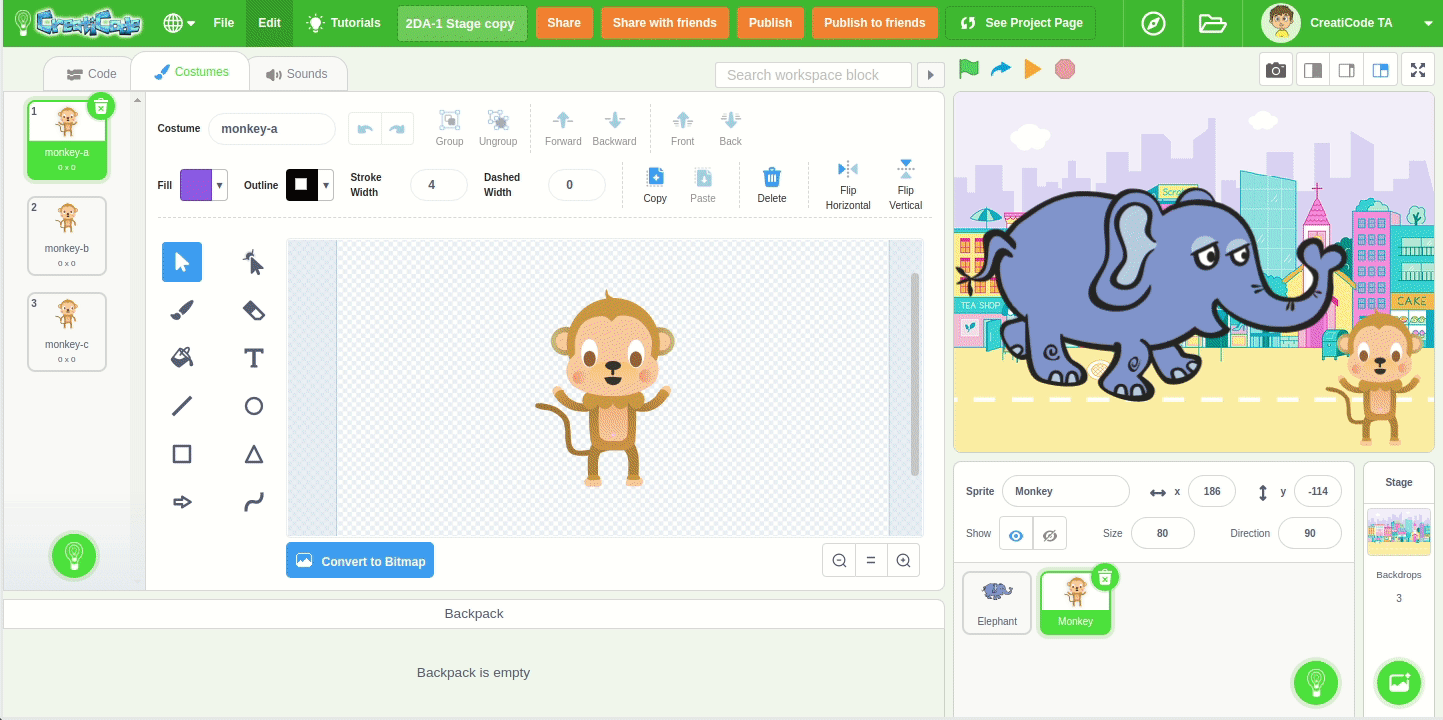 CreatiCode
File
Edit
Tutorials
2DA-1 Stage copy
Share
Share with friends
Publish
Publish to friends
See Project Page
CreatiCode TA
Code
Costumes
Sounds
Search workspace block
1
monkey-a
0 x 0
2
monkey-b
0 x 0
3
monkey-c
0 x 0
Costume
monkey-a
Group
Ungroup
Forward
Backward
Front
Back
Fill
Outline
Stroke Width
4
Dashed Width
0
Copy
Paste
Delete
Flip Horizontal
Flip Vertical
Convert to Bitmap
Backpack
Backpack is empty
TEA SHOP
CAKE
Sprite
Monkey
x
186
y
-114
Show
Size
80
Direction
90
Elephant
Monkey
Stage
Backdrops
3